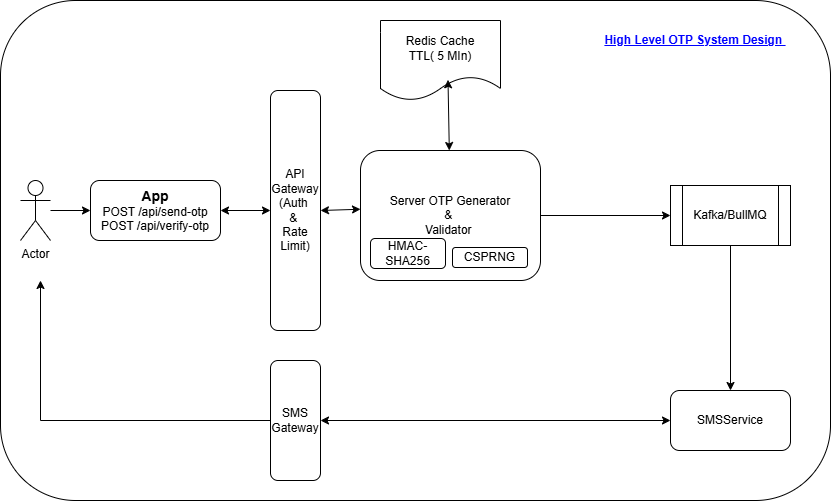 Redis Cache
TTL( 5 MIn)
High Level OTP System Design
API
Gateway
(Auth
&
Rate
Limit)
App
POST /api/send-otp
POST /api/verify-otp
Actor
Server OTP Generator
&
Validator
HMAC-
SHA256
CSPRNG
Kafka/BullMQ
SMS
Gateway
SMSService